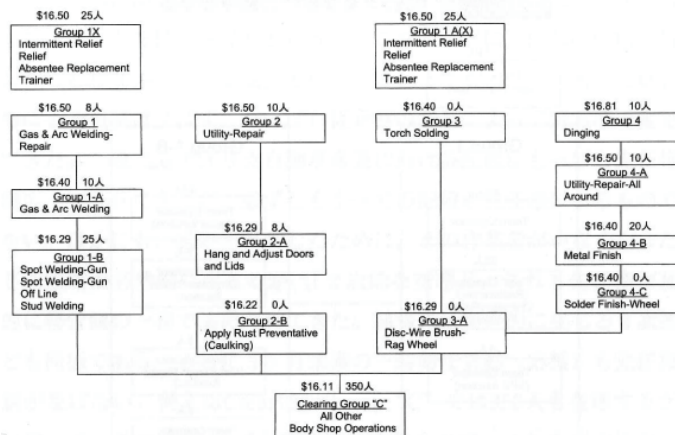 $16.50 25人
Group 1X
Intermittent Relief
Relief
Absentee Replacement
Trainer
$16.50 25人
Group 1 A(X)
Intermittent Relief
Relief
Absentee Replacement
Trainer
$16.50 8人
Group 1
Gas & Arc Welding-
Repair
$16.50 10人
Group 2
Utility-Repair
$16.40 0人
Group 3
Torch Solding
$16.81 10人
Group 4
Dinging
$16.40 10人
Group 1-A
Gas & Arc Welding
$16.50 10人
Group 4-A
Utility-Repair-All
Around
$16.29 25人
Group 1-B
Spot Welding-Gun
Spot Welding-Gun
Off Line
Stud Welding
$16.29 8人
Group 2-A
Hang and Adjust Doors
and Lids
$16.40 20人
Group 4-B
Metal Finish
$16.40 0人
Group 4-C
Solder Finish-Wheel
$16.22 0人
Group 2-B
Apply Rust Preventative
(Caulking)
$16.29 0人
Group 3-A
Disc-Wire Brush-
Rag Wheel
$16.11 350人
Clearing Group "C"
All Other
Body Shop Operations